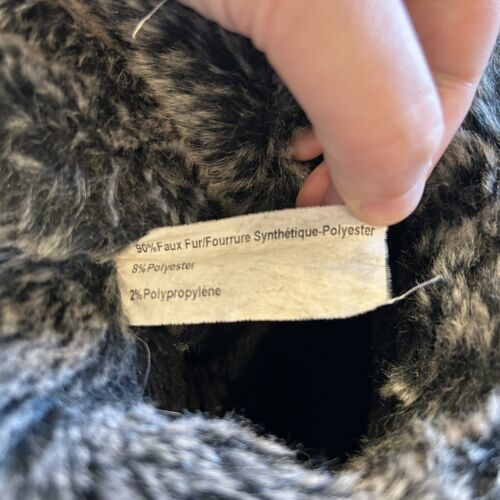 90%Faux Fur/Fourrure Synthétique-Polyester
8%Polyester
2%Polypropylène